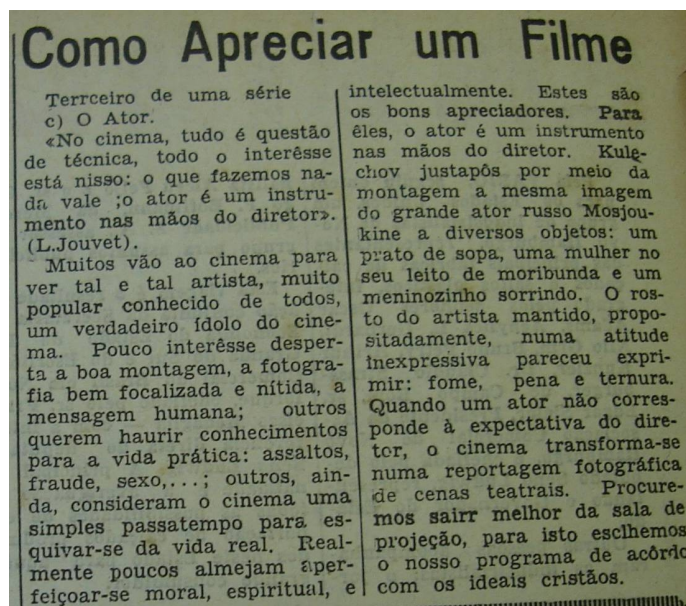 Como Apreciar um Filme
Terrceiro de uma série
c) O Ator.
«No cinema, tudo é questão
de técnica, todo o interêsse
está nisso: o que fazemos na-
da vale ;o ator é um instru-
mento nas mãos do diretor».
(L.Jouvet).
Muitos vão ao cinema para
ver tal e tal artista, muito
popular conhecido de todos,
um verdadeiro ídolo do cine-
ma. Pouco interêsse desper-
ta a boa montagem, a fotogra-
fia bem focalizada e nítida, a
mensagem humana; outros
querem haurir conhecimentos
para a vida prática: assaltos,
fraude, sexo,...; outros, ain-
da, consideram o cinema uma
simples passatempo para es-
quivar-se da vida real. Real-
mente poucos almejam aper-
feiçoar-se moral, espiritual, e
intelectualmente. Estes são
os bons apreciadores. Para
êles, o ator é um instrumento
nas mãos do diretor. Kule-
chov justapôs por meio da
montagem a mesma imagem
do grande ator russo Mosjou-
kine a diversos objetos: um
prato de sopa, uma mulher no
seu leito de moribunda e um
meninozinho sorrindo. O ros-
to do artista mantido, propo-
sitadamente, numa atitude
inexpressiva pareceu expri-
mir: fome, pena e ternura.
Quando um ator não corres-
ponde à expectativa do dire-
tor, o cinema transforma-se
numa reportagem fotográfica
de cenas teatrais. Procure-
mos sairr melhor da sala de
projeção, para isto esclhemos
o nosso programa de acôrdo
com os ideais cristãos.